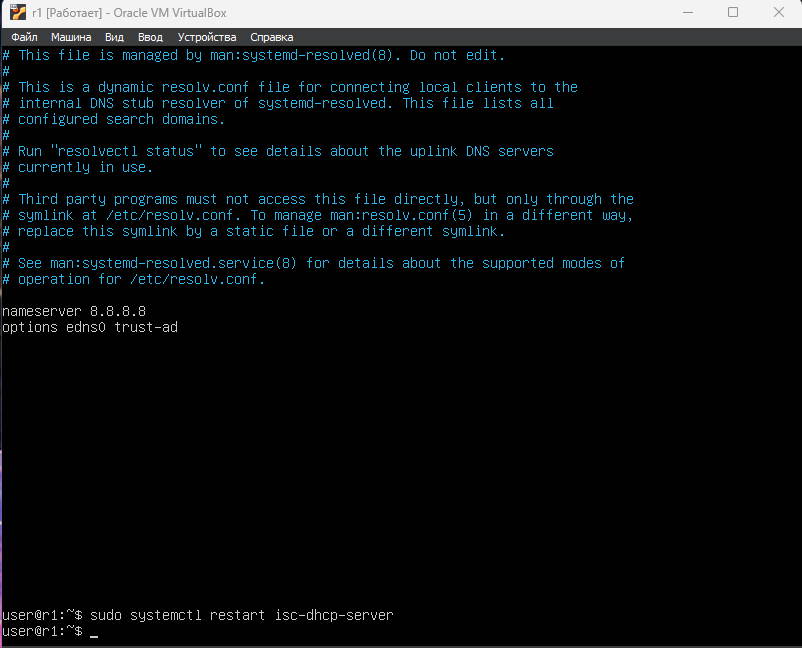 r1 [Работает] - Oracle VM VirtualBox
Файл Машина Вид Ввод Устройства Справка
# This file is managed by man:systemd-resolved(8). Do not edit.
#
# This is a dynamic resolv.conf file for connecting local clients to the
# internal DNS stub resolver of systemd-resolved. This file lists all
# configured search domains.
#
# Run "resolvectl status" to see details about the uplink DNS servers
# currently in use.
#
# Third party programs must not access this file directly, but only through the
# symlink at /etc/resolv.conf. To manage man:resolv.conf(5) in a different way,
# replace this symlink by a static file or a different symlink.
#
# See man:systemd-resolved.service(8) for details about the supported modes of
# operation for /etc/resolv.conf.
nameserver 8.8.8.8
options edns0 trust-ad
user@r1:~$ sudo systemctl restart isc-dhcp-server
user@r1:~$ _